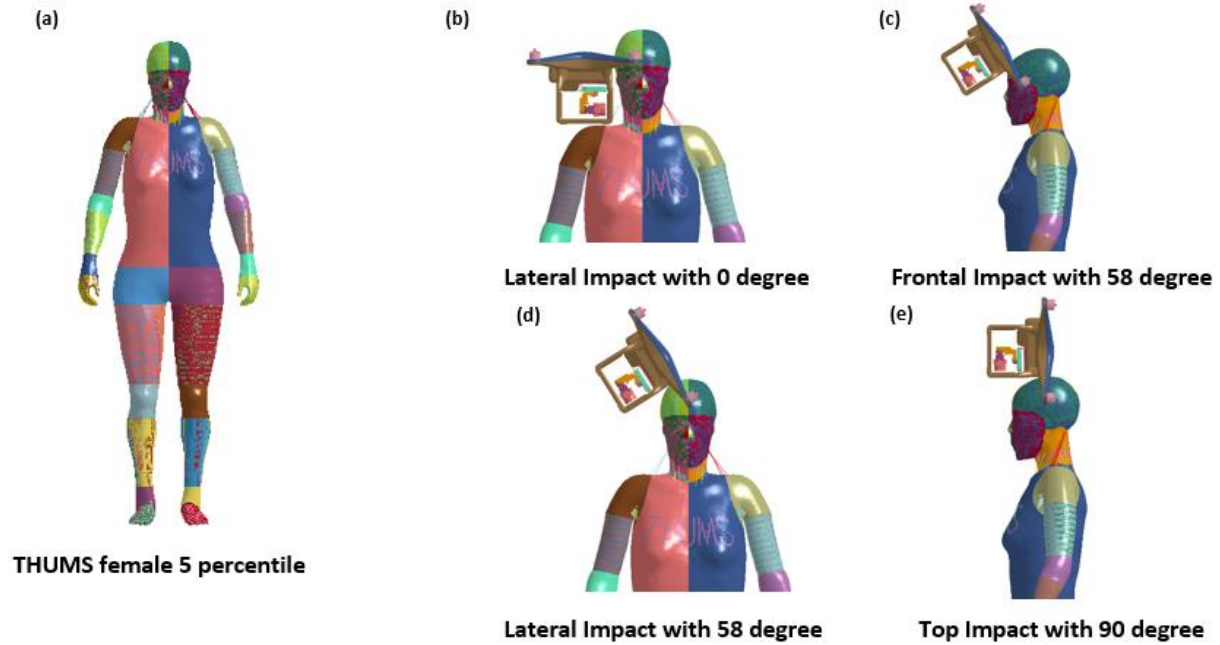 (a)
(b)
(c)
THUMS
UMS
Lateral Impact with 0 degree
Frontal Impact with 58 degree
(d)
(e)
THUMS
THUMS female 5 percentile
Lateral Impact with 58 degree
Top Impact with 90 degree